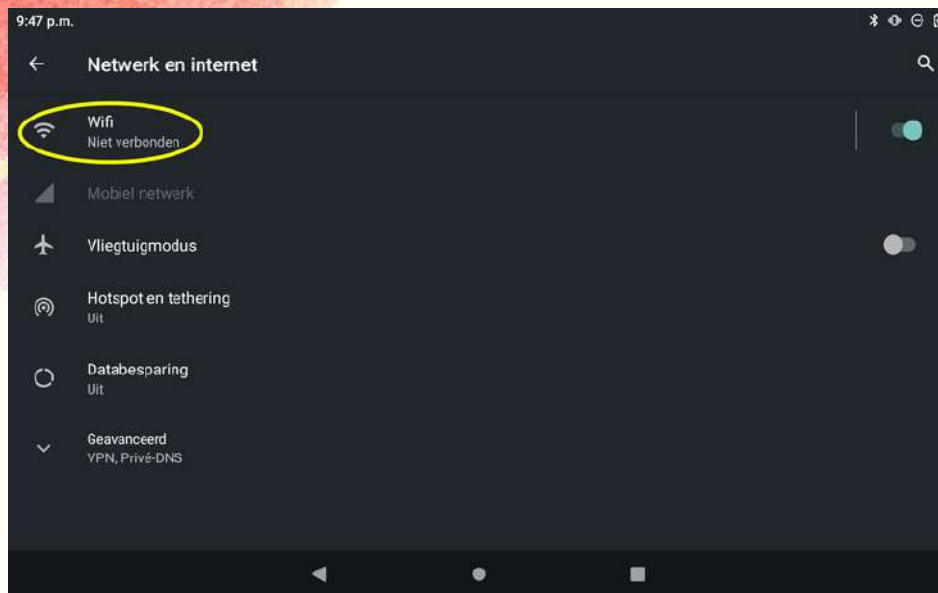 9:47 p.m.
Netwerk en internet
Wifi
Niet verbonden
Mobiel netwerk
Vliegtuigmodus
Hotspot en tethering
Uit
Databesparing
Uit
Geavanceerd
VPN, Privé-DNS